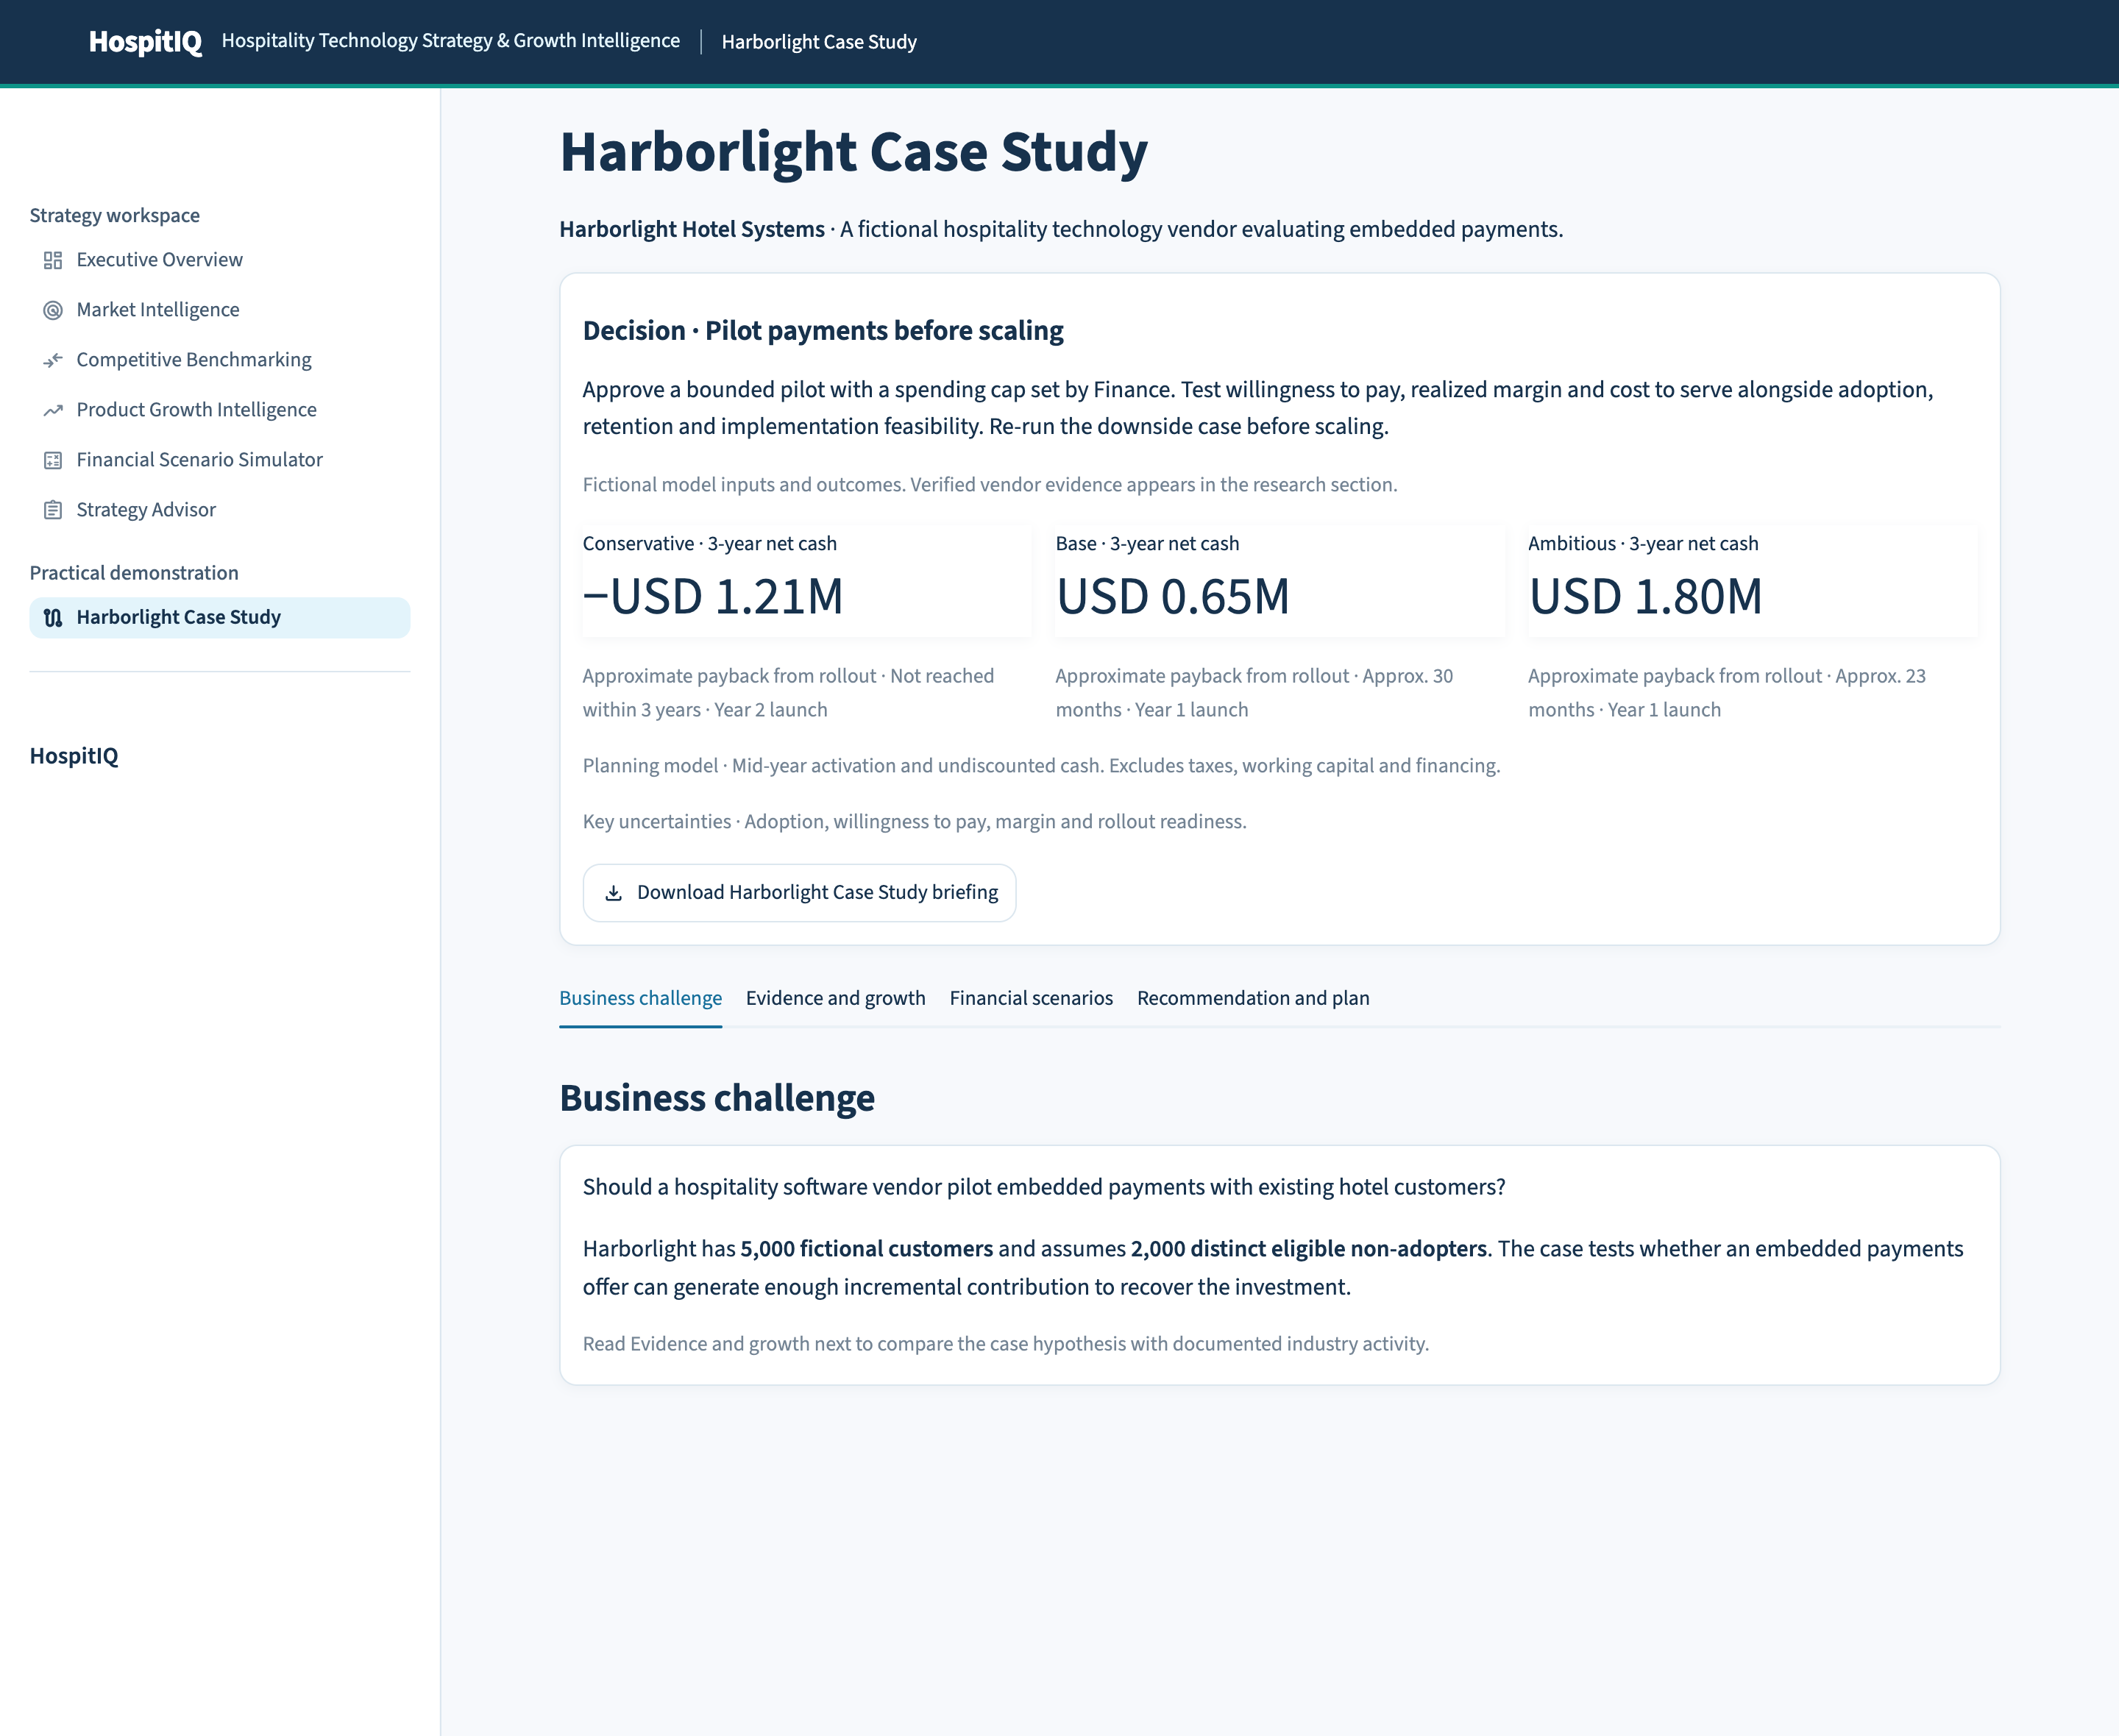 HospitIQ Hospitality Technology Strategy & Growth Intelligence | Harborlight Case Study
Strategy workspace
Executive Overview
Market Intelligence
Competitive Benchmarking
Product Growth Intelligence
Financial Scenario Simulator
Strategy Advisor
Practical demonstration
Harborlight Case Study
HospitIQ
Harborlight Case Study
Harborlight Hotel Systems · A fictional hospitality technology vendor evaluating embedded payments.
Decision · Pilot payments before scaling
Approve a bounded pilot with a spending cap set by Finance. Test willingness to pay, realized margin and cost to serve alongside adoption,
retention and implementation feasibility. Re-run the downside case before scaling.
Fictional model inputs and outcomes. Verified vendor evidence appears in the research section.
Conservative · 3-year net cash
−USD 1.21M
Approximate payback from rollout · Not reached
within 3 years · Year 2 launch
Base · 3-year net cash
USD 0.65M
Approximate payback from rollout · Approx. 30
months · Year 1 launch
Ambitious · 3-year net cash
USD 1.80M
Approximate payback from rollout · Approx. 23
months · Year 1 launch
Planning model · Mid-year activation and undiscounted cash. Excludes taxes, working capital and financing.
Key uncertainties · Adoption, willingness to pay, margin and rollout readiness.
Download Harborlight Case Study briefing
Business challenge Evidence and growth Financial scenarios Recommendation and plan
Business challenge
Should a hospitality software vendor pilot embedded payments with existing hotel customers?
Harborlight has 5,000 fictional customers and assumes 2,000 distinct eligible non-adopters. The case tests whether an embedded payments
offer can generate enough incremental contribution to recover the investment.
Read Evidence and growth next to compare the case hypothesis with documented industry activity.